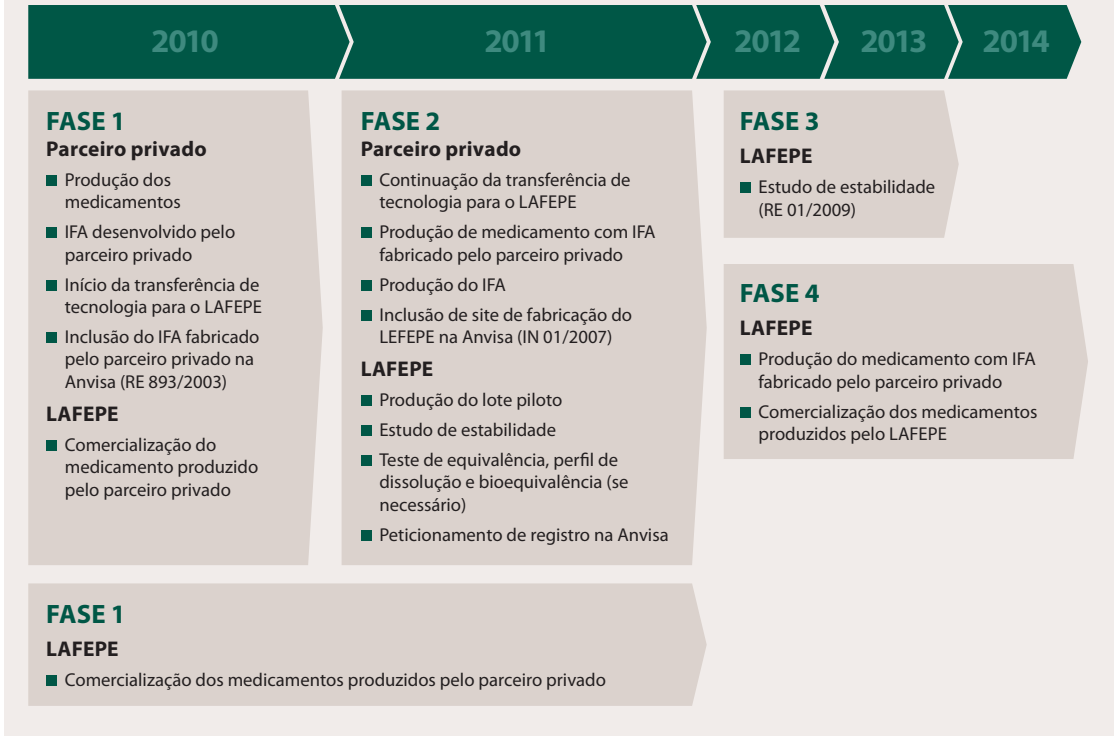 2010
2011
2012
2013
2014
FASE 1
Parceiro privado
Produção dos
medicamentos
IFA desenvolvido pelo
parceiro privado
Início da transferência de
tecnologia para o LAFEPE
Inclusão do IFA fabricado
pelo parceiro privado na
Anvisa (RE 893/2003)
LAFEPE
Comercialização do
medicamento produzido
pelo parceiro privado
FASE 2
Parceiro privado
Continuação da transferência de
tecnologia para o LAFEPE
Produção de medicamento com IFA
fabricado pelo parceiro privado
Produção do IFA
Inclusão de site de fabricação do
LEFEPE na Anvisa (IN 01/2007)
LAFEPE
Produção do lote piloto
Estudo de estabilidade
Teste de equivalência, perfil de
dissolução e bioequivalência (se
necessário)
Peticionamento de registro na Anvisa
FASE 3
LAFEPE
Estudo de estabilidade
(RE 01/2009)
FASE 4
LAFEPE
Produção do medicamento com IFA
fabricado pelo parceiro privado
Comercialização dos medicamentos
produzidos pelo LAFEPE
FASE 1
LAFEPE
Comercialização dos medicamentos produzidos pelo parceiro privado